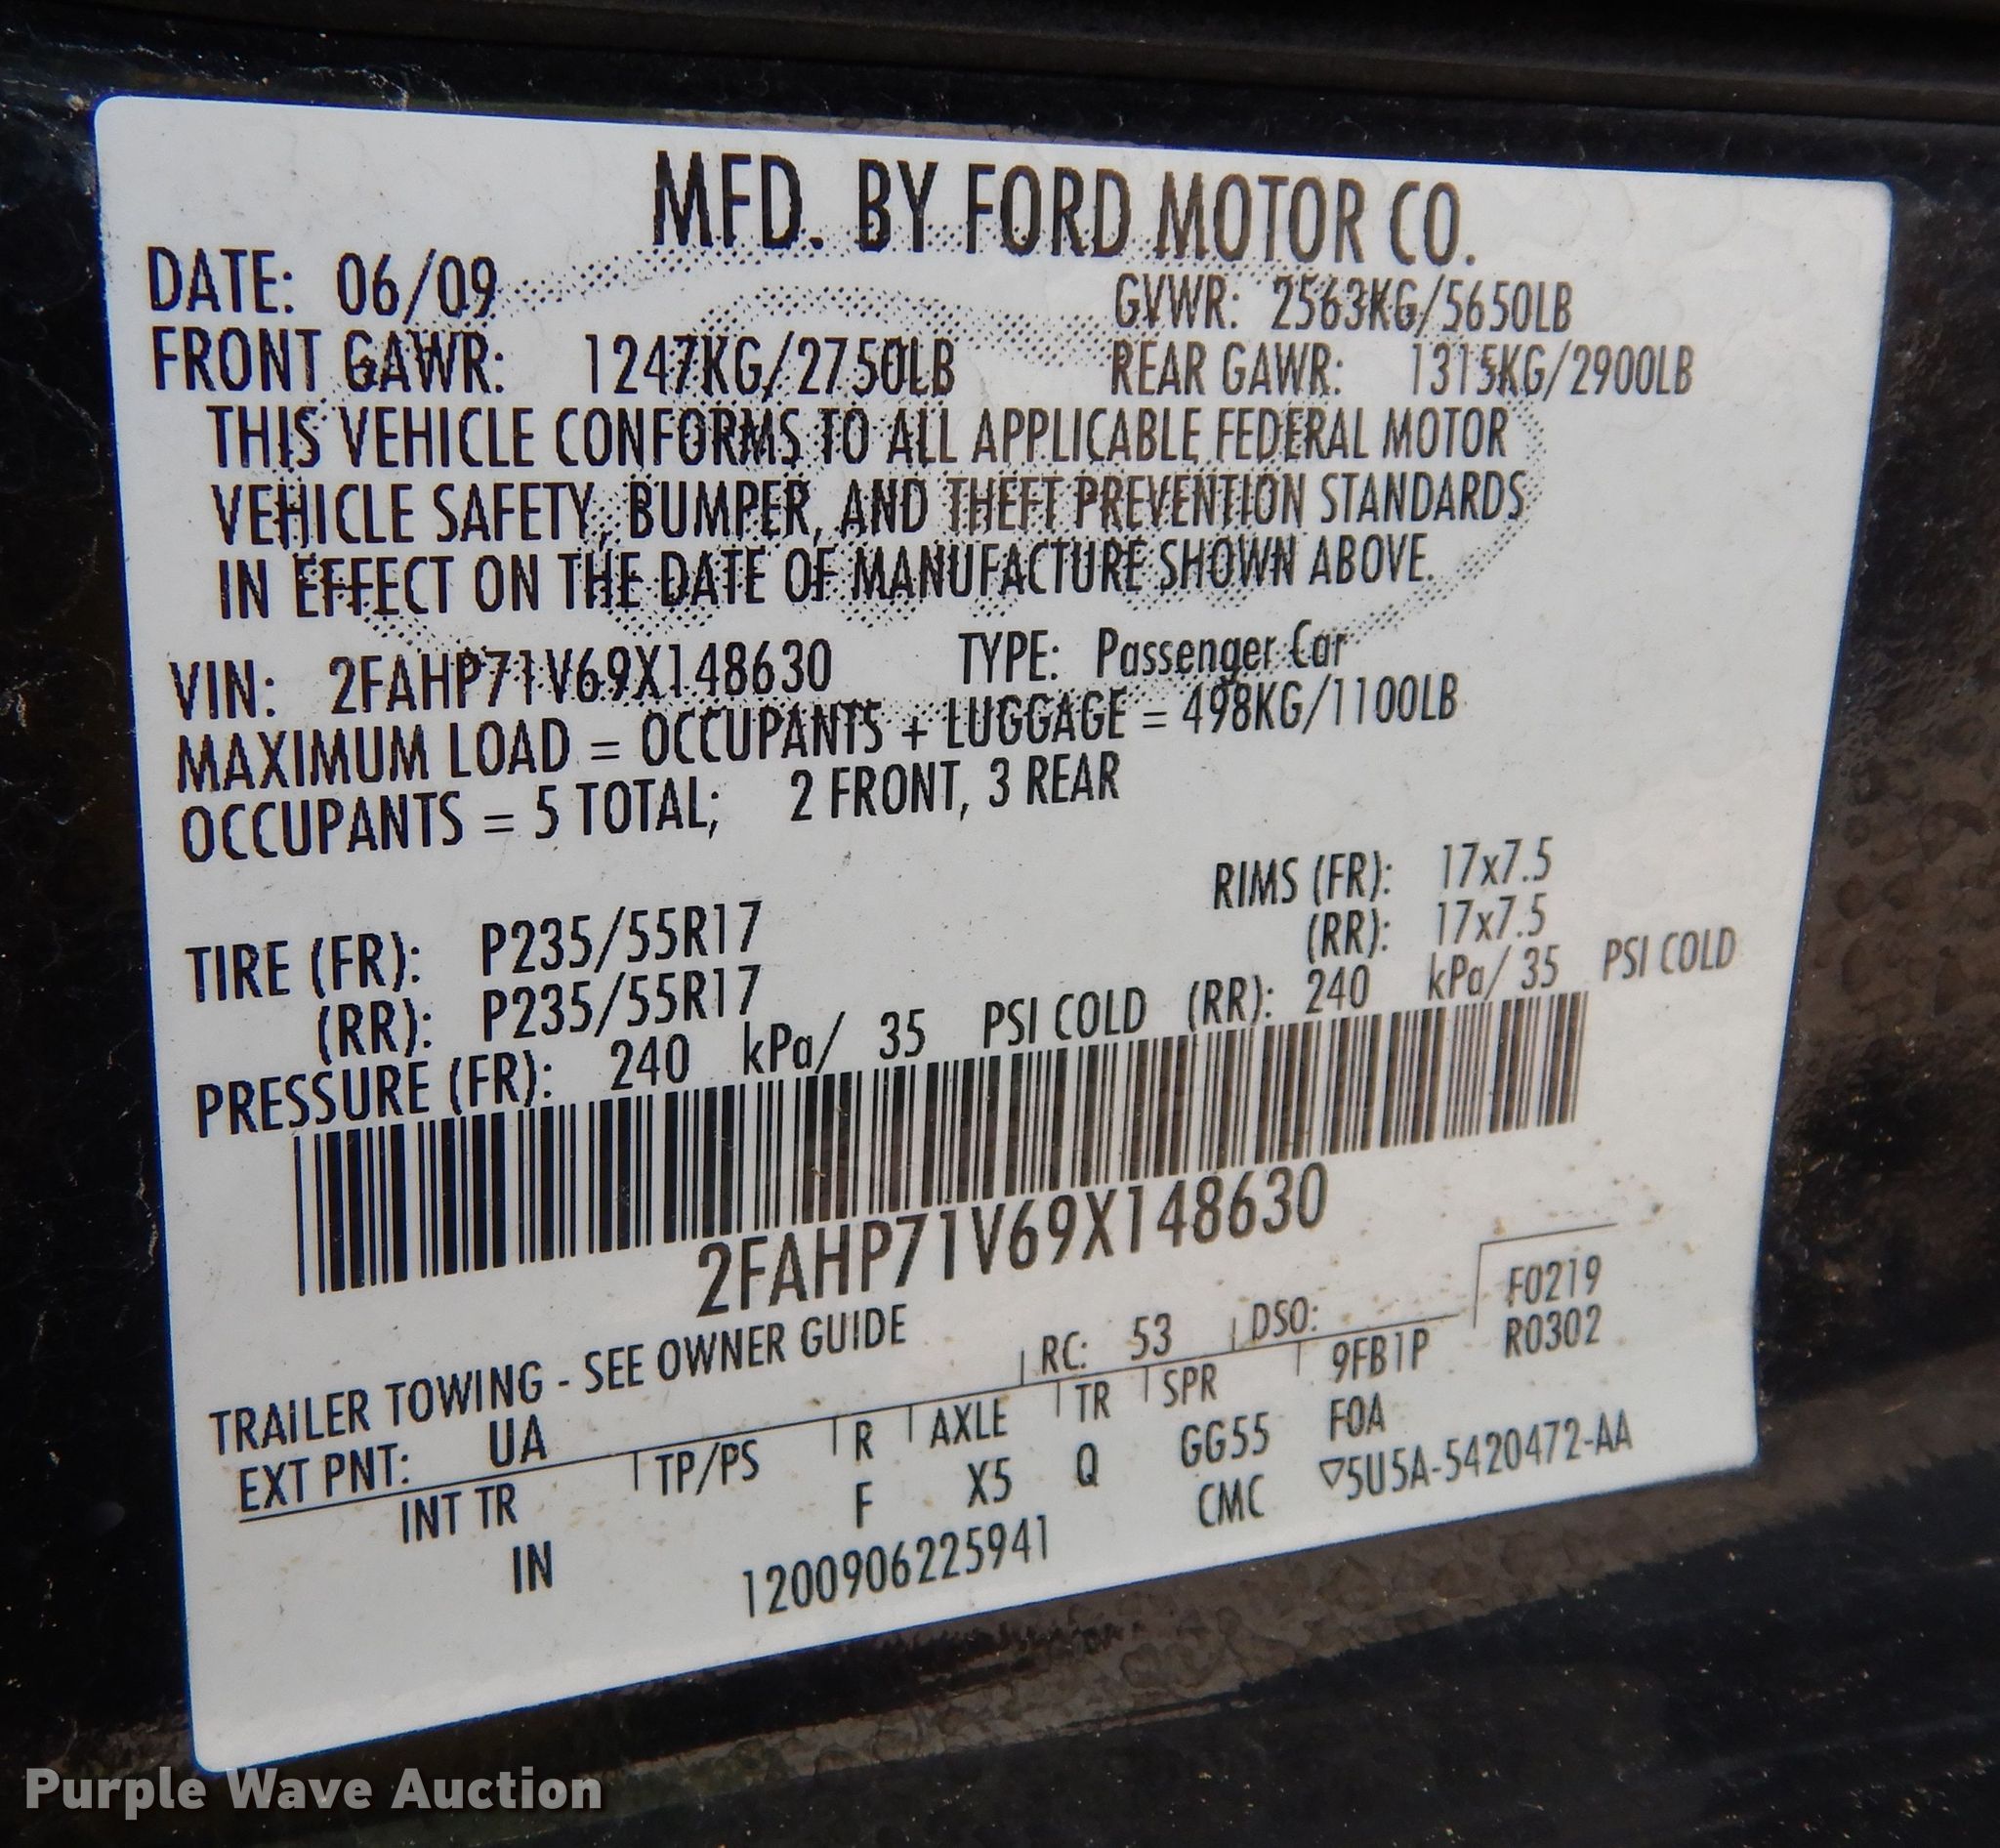 MFD. BY FORD MOTOR CO.
DATE: 06/09 GVWR: 2563KG/5650LB
FRONT GAWR: 1247KG/2750LB REAR GAWR: 1315KG/2900LB
THIS VEHICLE CONFORMS TO ALL APPLICABLE FEDERAL MOTOR
VEHICLE SAFETY, BUMPER, AND THEFT PREVENTION STANDARDS
IN EFFECT ON THE DATE OF MANUFACTURE SHOWN ABOVE.
VIN: 2FAHP71V69X148630 TYPE: Passenger Car
MAXIMUM LOAD = OCCUPANTS + LUGGAGE = 498KG/1100LB
OCCUPANTS = 5 TOTAL; 2 FRONT, 3 REAR
TIRE (FR): P235/55R17 RIMS (FR): 17x7.5
(RR): P235/55R17 (RR): 17x7.5
PRESSURE (FR): 240 kPa/ 35 PSI COLD (RR): 240 kPa/ 35 PSI COLD
2FAHP71V69X148630
TRAILER TOWING - SEE OWNER GUIDE
F0219
EXT PNT: UA RC: 53 DSO: R0302
INT TR TP/PS R AXLE TR SPR 9FB1P
IN F X5 Q GG55 FOA
1200906225941 CMC ▽5U5A-5420472-AA
Purple Wave Auction